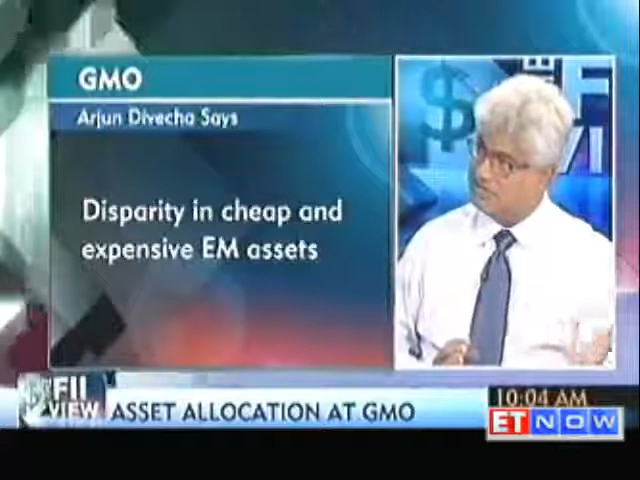 GMO
Arjun Divecha Says
Disparity in cheap and
expensive EM assets
$
FII
VIEW
ASSET ALLOCATION AT GMO
10:04 AM
ET NOW